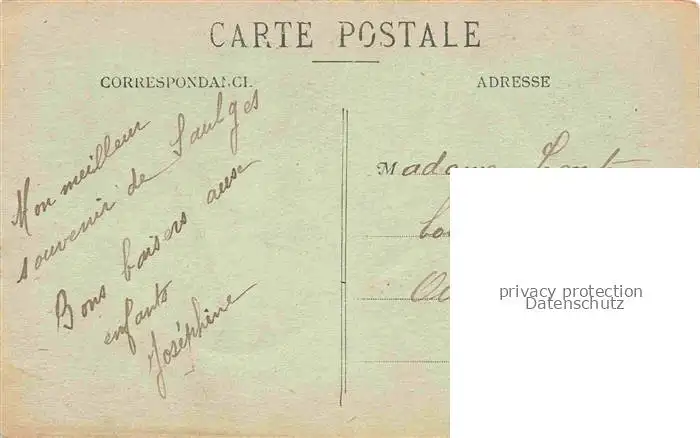 CARTE POSTALE
CORRESPONDANCE
ADRESSE
Mon meilleur
souvenir de Saulges
Bons baisers aux
enfants
Joséphine
Madame
privacy protection
Datenschutz